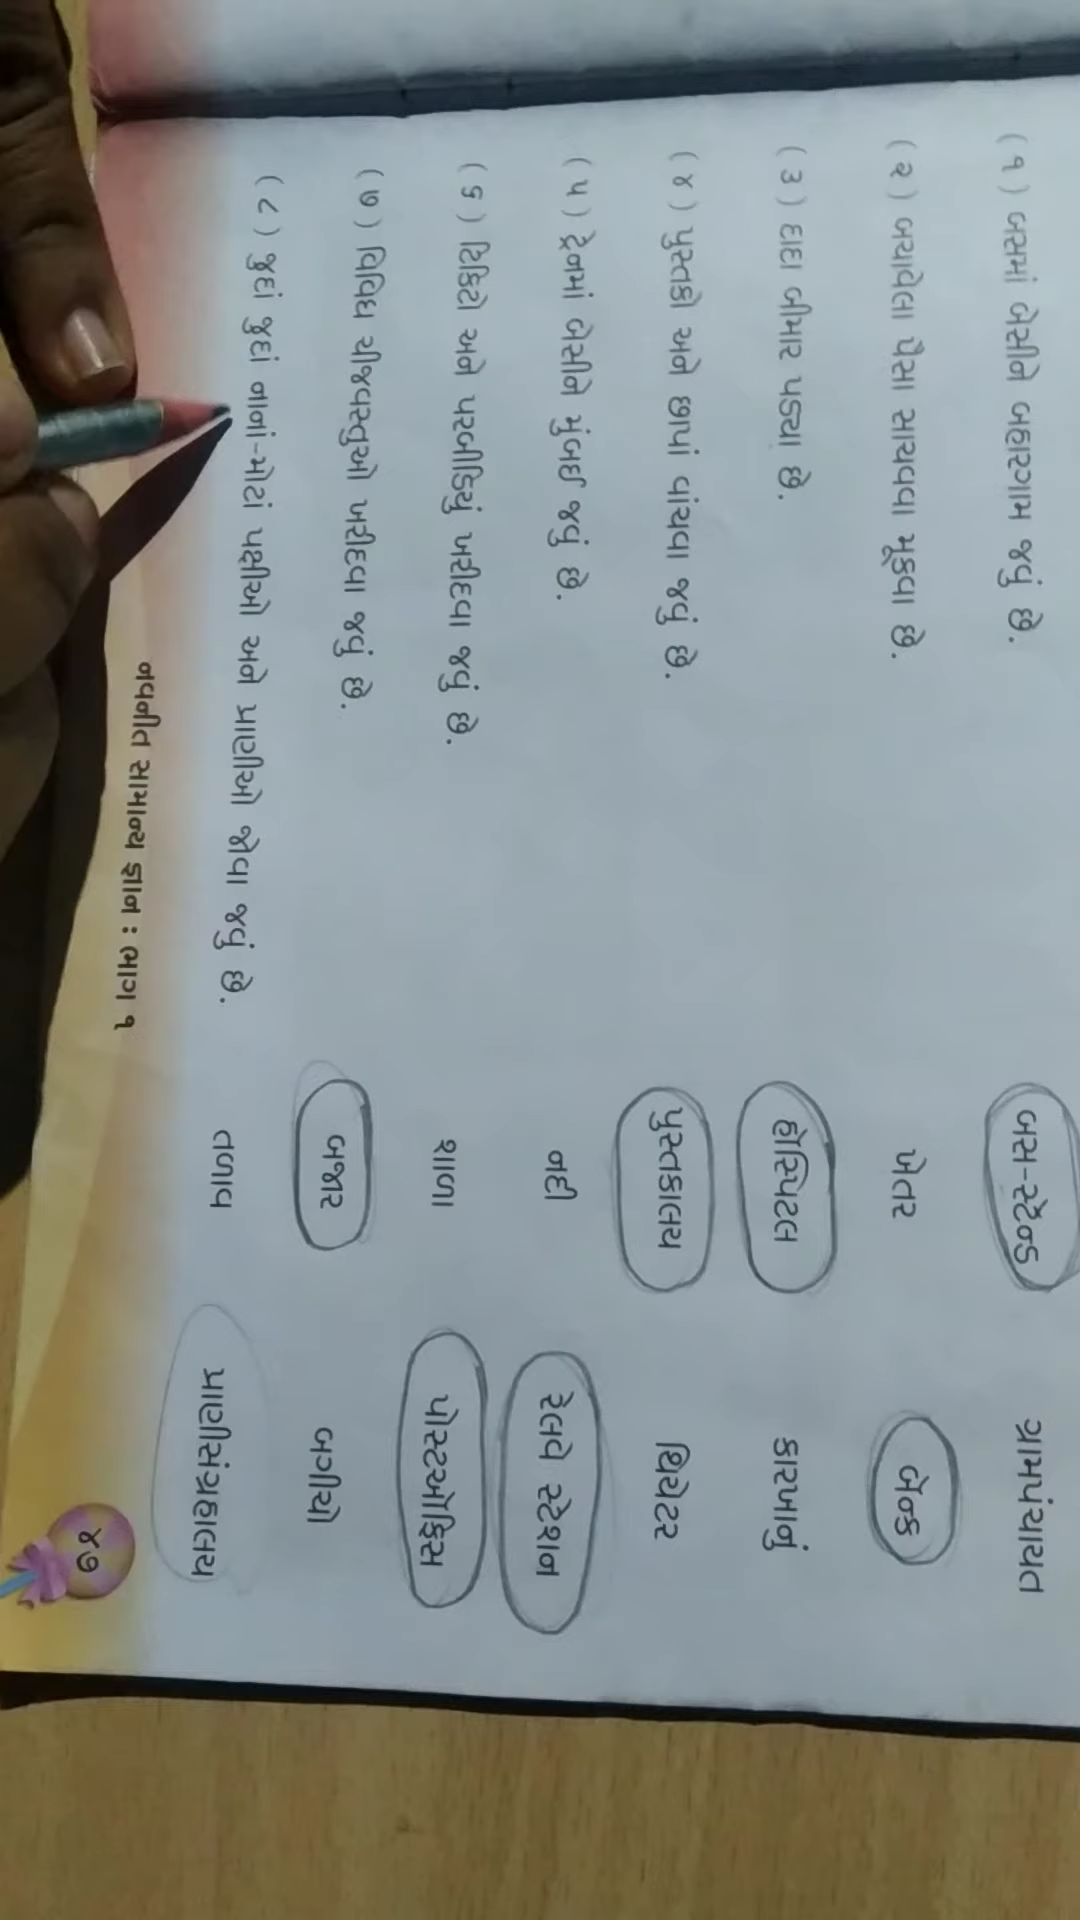 (૧) બસમાં બેસીને બહારગામ જવું છે. બસ-સ્ટૅન્ડ ગ્રામપંચાયત
(૨) બચાવેલા પૈસા સાચવવા મૂકવા છે. ખેતર બેન્ક
(૩) દાદા બીમાર પડ્યા છે. હૉસ્પિટલ કારખાનું
(૪) પુસ્તકો અને છાપાં વાંચવા જવું છે. પુસ્તકાલય થિયેટર
(૫) ટ્રેનમાં બેસીને મુંબઈ જવું છે. નદી રેલવે સ્ટેશન
(૬) ટિકિટો અને પરબીડિયું ખરીદવા જવું છે. શાળા પોસ્ટઑફિસ
(૭) વિવિધ ચીજવસ્તુઓ ખરીદવા જવું છે. બજાર બગીચો
(૮) જુદાં જુદાં નાનાં-મોટાં પક્ષીઓ અને પ્રાણીઓ જોવા જવું છે. તળાવ પ્રાણીસંગ્રહાલય
નવનીત સામાન્ય જ્ઞાન : ભાગ ૧
૪૭